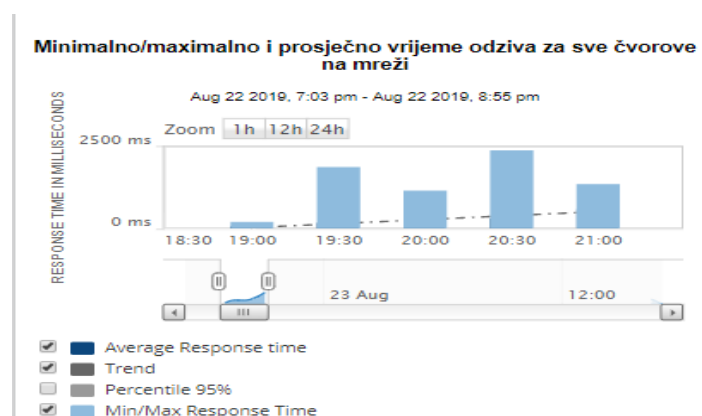 Minimalno/maximalno i prosječno vrijeme odziva za sve čvorove
na mreži
Aug 22 2019, 7:03 pm - Aug 22 2019, 8:55 pm
RESPONSE TIME IN MILLISECONDS
Zoom 1h 12h 24h
2500 ms
0 ms
18:30 19:00 19:30 20:00 20:30 21:00
23 Aug 12:00
Average Response time
Trend
Percentile 95%
Min/Max Response Time